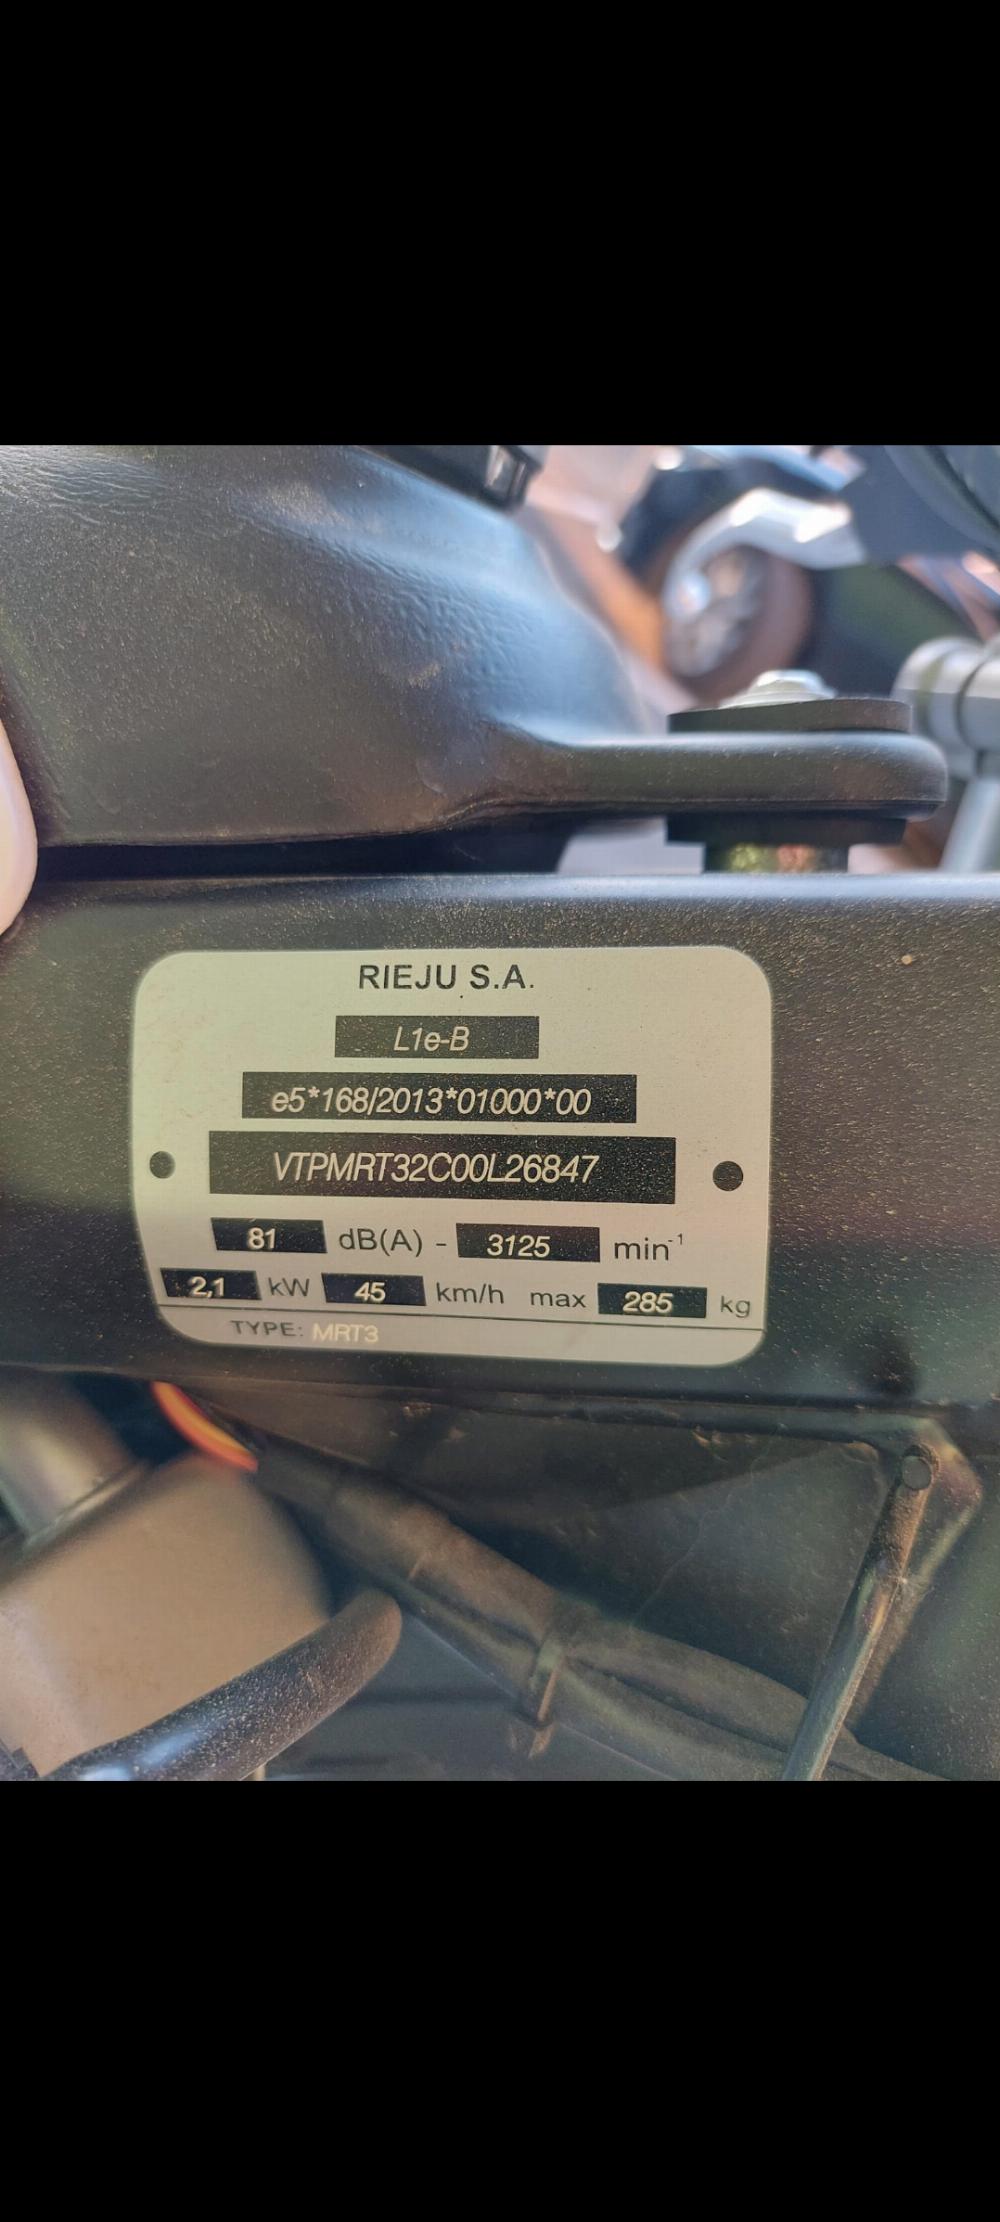 RIEJU S.A.
L1e-B
e5*168/2013*01000*00
VTPMRT32C00L26847
81 dB(A) - 3125 min⁻¹
2,1 kW 45 km/h max 285 kg
TYPE: MRT3